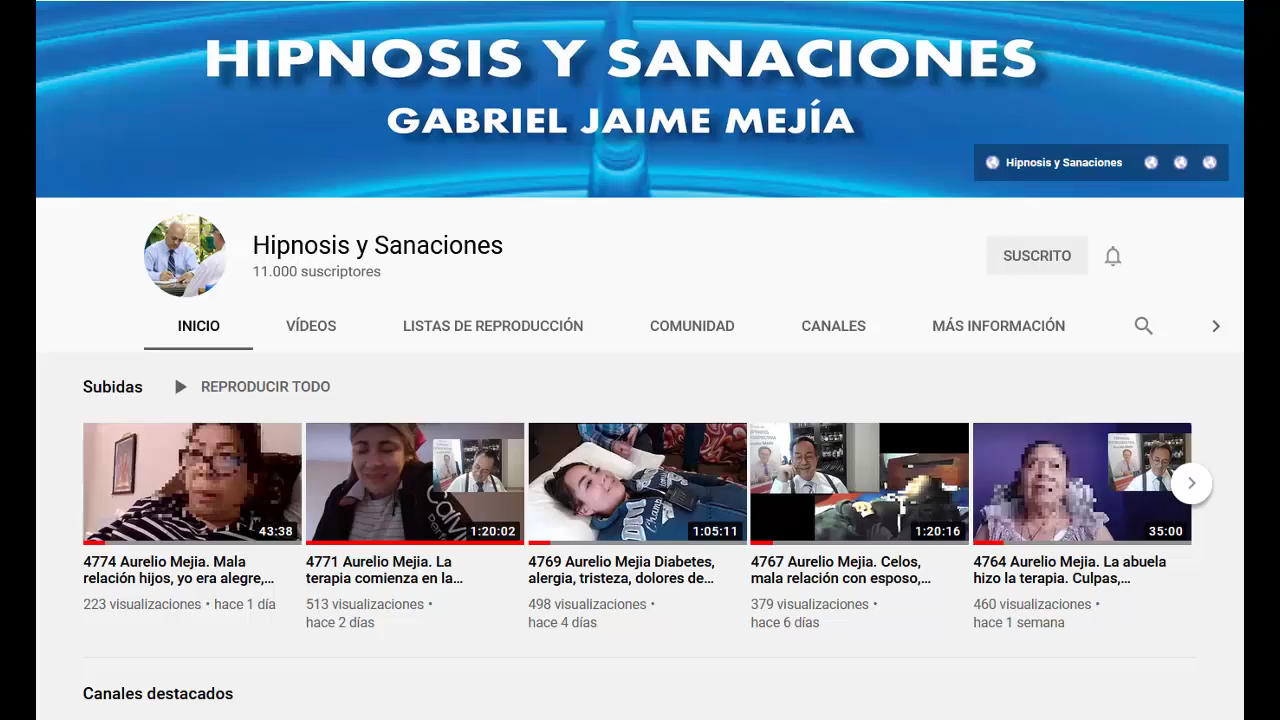 HIPNOSIS Y SANACIONES
GABRIEL JAIME MEJÍA
Hipnosis y Sanaciones
Hipnosis y Sanaciones
11.000 suscriptores
SUSCRITO
INICIO
VÍDEOS
LISTAS DE REPRODUCCIÓN
COMUNIDAD
CANALES
MÁS INFORMACIÓN
Subidas
REPRODUCIR TODO
43:38
4774 Aurelio Mejia. Mala
relación hijos, yo era alegre,...
223 visualizaciones • hace 1 día
1:20:02
4771 Aurelio Mejia. La
terapia comienza en la...
513 visualizaciones •
hace 2 días
1:05:11
4769 Aurelio Mejia Diabetes,
alergia, tristeza, dolores de...
498 visualizaciones •
hace 4 días
1:20:16
4767 Aurelio Mejia. Celos,
mala relación con esposo,...
379 visualizaciones •
hace 6 días
35:00
4764 Aurelio Mejia. La abuela
hizo la terapia. Culpas,...
460 visualizaciones •
hace 1 semana
Canales destacados